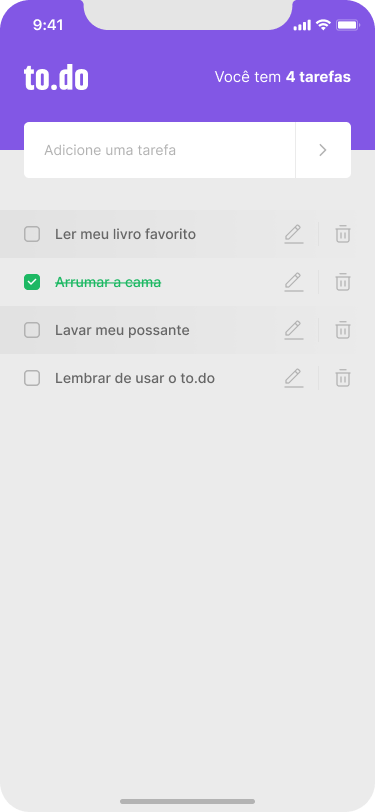 9:41
to.do
Você tem 4 tarefas
Adicione uma tarefa
Ler meu livro favorito
Arrumar a cama
Lavar meu possante
Lembrar de usar o to.do